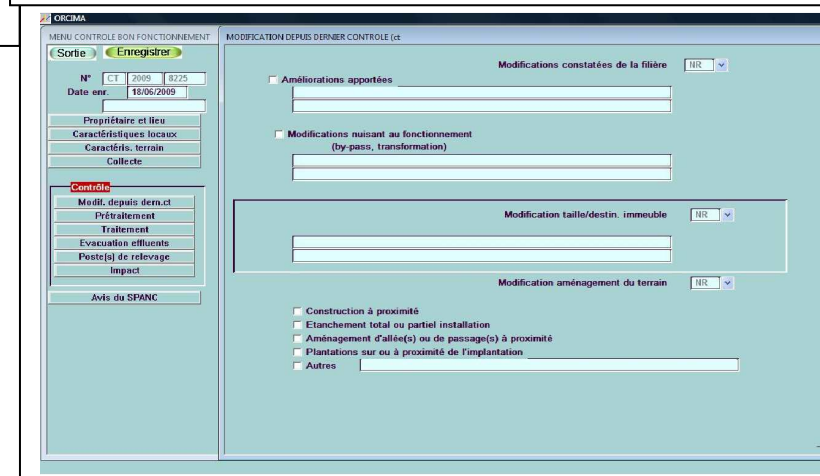 ORCIMA
MENU CONTROLE BON FONCTIONNEMENT
Sortie
Enregistrer
N° CT 2009 8225
Date enr. 18/06/2009
Propriétaire et lieu
Caractéristiques locaux
Caractéris. terrain
Collecte
Contrôle
Modif. depuis dern.ct
Prétraitement
Traitement
Evacuation effluents
Poste(s) de relevage
Impact
Avis du SPANC
MODIFICATION DEPUIS DERNIER CONTROLE (ct
Modifications constatées de la filière NR
Améliorations apportées
Modifications nuisant au fonctionnement
(by-pass, transformation)
Modification taille/destin. immeuble NR
Modification aménagement du terrain NR
Construction à proximité
Etanchement total ou partiel installation
Aménagement d'allée(s) ou de passage(s) à proximité
Plantations sur ou à proximité de l'implantation
Autres